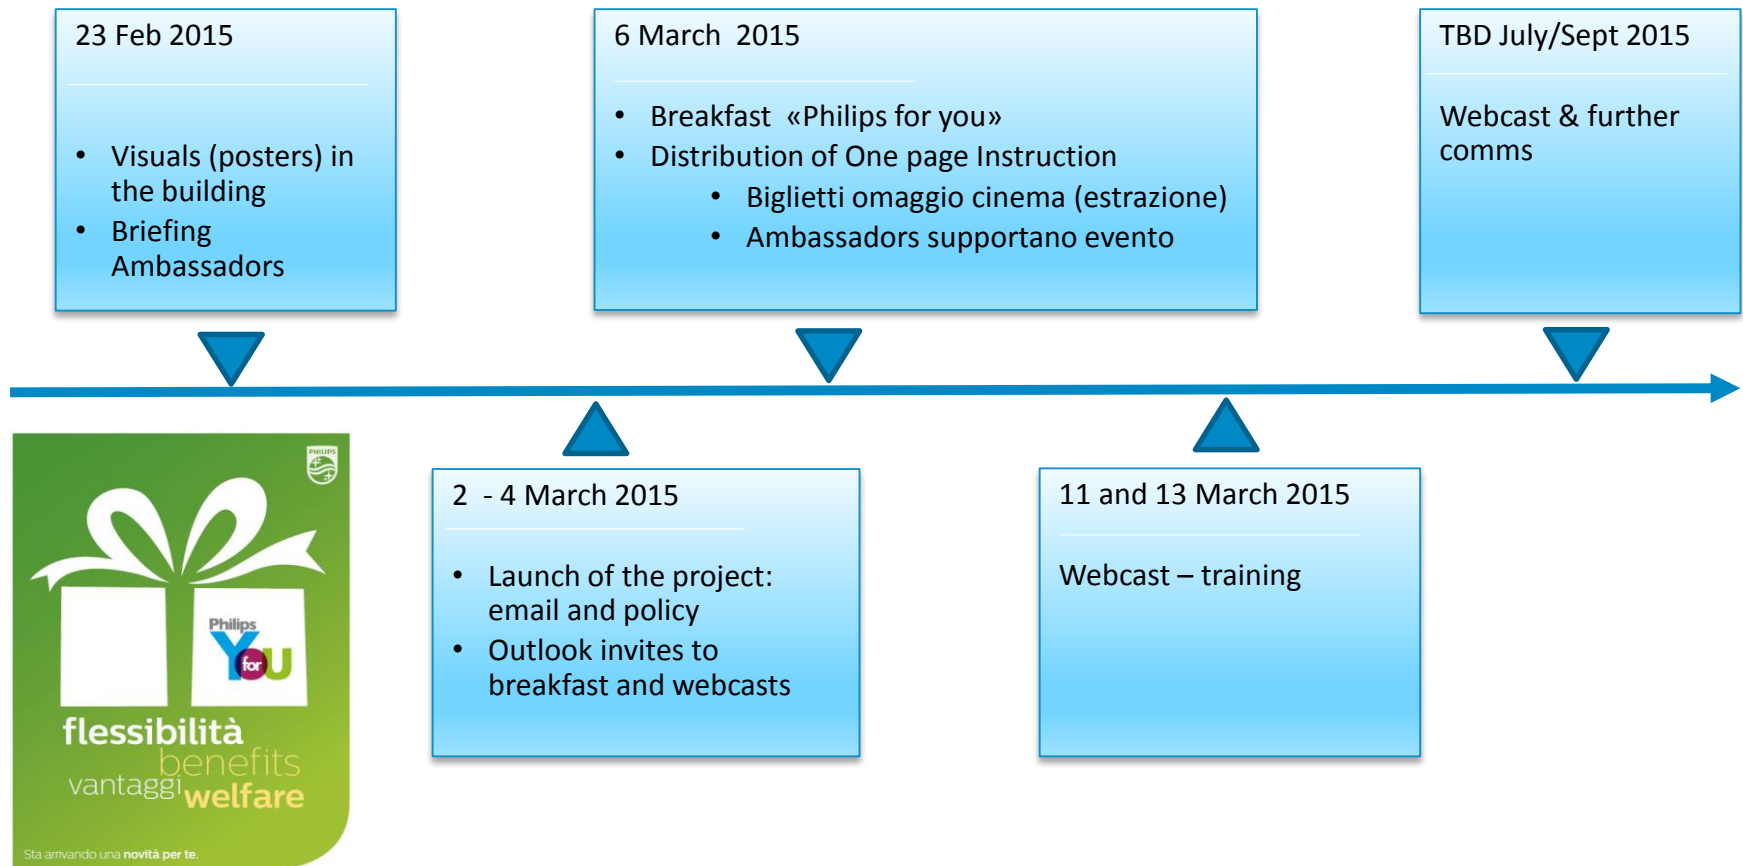 23 Feb 2015
• Visuals (posters) in
the building
• Briefing
Ambassadors
6 March  2015
• Breakfast  «Philips for you»
• Distribution of One page Instruction
• Biglietti omaggio cinema (estrazione)
• Ambassadors supportano evento
TBD July/Sept 2015
Webcast & further
comms
2  - 4 March 2015
• Launch of the project:
email and policy
• Outlook invites to
breakfast and webcasts
11 and 13 March 2015
Webcast – training
PHILIPS
Philips
You
for
flessibilità
benefits
vantaggi
welfare
Sta arrivando una novità per te.